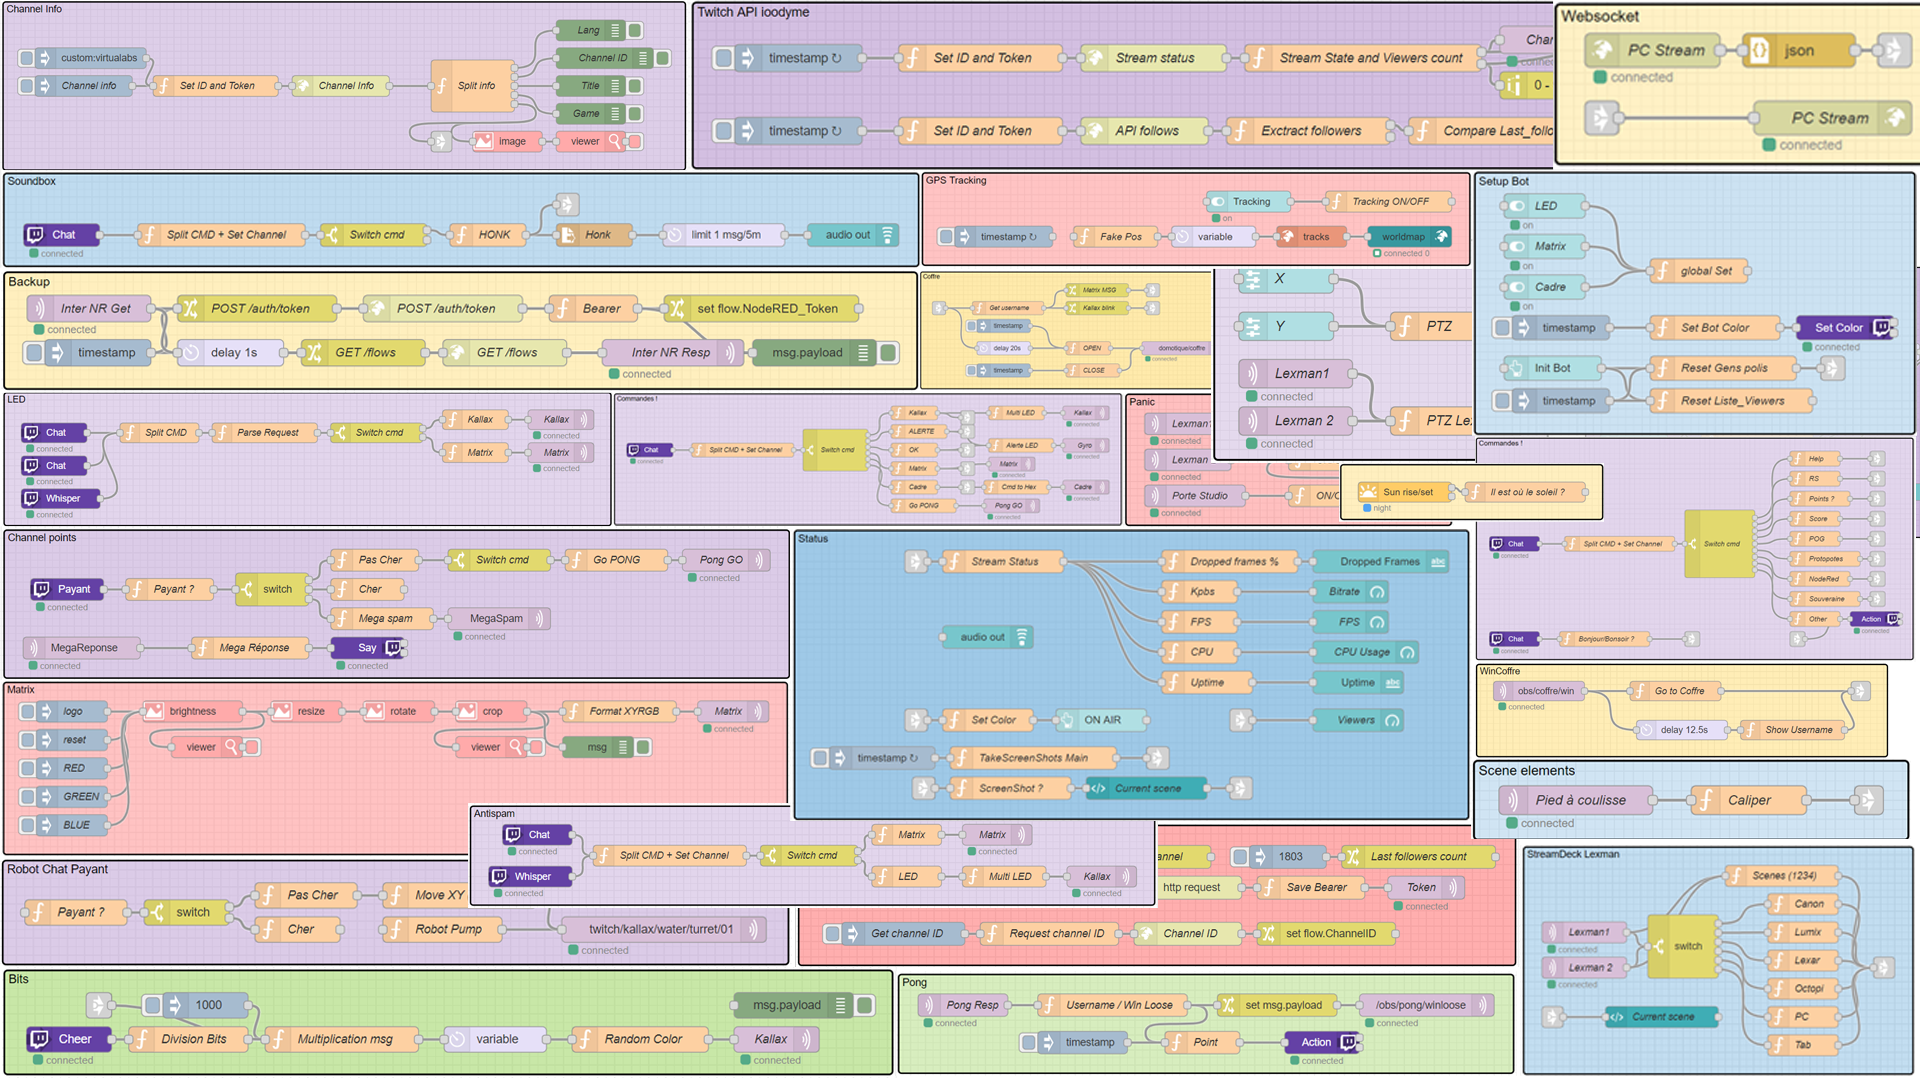 Channel Info
custom:virtualabs
Channel info
Set ID and Token
Channel Info
Split info
Lang
Channel ID
Title
Game
image
viewer
Twitch API ioodyme
timestamp ↻
Set ID and Token
Stream status
Stream State and Viewers count
0 -
timestamp ↻
Set ID and Token
API follows
Exctract followers
Compare Last_follo
Websocket
PC Stream
json
connected
PC Stream
connected
Soundbox
Chat
connected
Split CMD + Set Channel
Switch cmd
HONK
Honk
limit 1 msg/5m
audio out
GPS Tracking
Tracking
on
Tracking ON/OFF
timestamp ↻
Fake Pos
variable
tracks
worldmap
connected 0
Setup Bot
LED
on
Matrix
on
Cadre
on
global Set
timestamp
Set Bot Color
Set Color
connected
Init Bot
Reset Gens polis
timestamp
Reset Liste_Viewers
Backup
Inter NR Get
connected
POST /auth/token
POST /auth/token
Bearer
set flow.NodeRED_Token
timestamp
delay 1s
GET /flows
GET /flows
Inter NR Resp
connected
msg.payload
Coffre
Get username
Matrix MSG
Kallax blink
timestamp
delay 20s
OPEN
domotique/coffre
connected
timestamp
CLOSE
X
Y
PTZ
Lexman1
connected
Lexman 2
connected
PTZ Le
LED
Chat
connected
Chat
connected
Whisper
connected
Split CMD
Parse Request
Switch cmd
Kallax
Matrix
Kallax
connected
Matrix
connected
Commandes !
Chat
connected
Split CMD + Set Channel
Switch cmd
Kallax
ALERTE
OK
Matrix
Cadre
Go PONG
Multi LED
Alerte LED
Matrix
connected
Cmd to Hex
Pong GO
connected
Kallax
connected
Gyro
connected
Cadre
connected
Panic
Lexman
connected
Lexman
connected
Porte Studio
connected
ON/O
Sun rise/set
night
Il est où le soleil ?
Commandes !
Chat
connected
Split CMD + Set Channel
Switch cmd
Help
RS
Points ?
Score
POG
Protopotes
NodeRed
Souveraine
Other
Action
connected
Chat
connected
Bonjour/Bonsoir ?
Channel points
Payant
connected
Payant ?
switch
Pas Cher
Cher
Mega spam
Switch cmd
Go PONG
Pong GO
connected
MegaSpam
connected
MegaReponse
connected
Mega Réponse
Say
connected
Status
Stream Status
Dropped frames %
Dropped Frames
abc
Kpbs
Bitrate
FPS
FPS
CPU
CPU Usage
Uptime
Uptime
abc
audio out
Set Color
ON AIR
Viewers
timestamp ↻
TakeScreenShots Main
ScreenShot ?
Current scene
WinCoffre
obs/coffre/win
connected
Go to Coffre
delay 12.5s
Show Username
Scene elements
Pied à coulisse
connected
Caliper
Matrix
logo
reset
RED
GREEN
BLUE
brightness
resize
rotate
crop
Format XYRGB
Matrix
connected
viewer
viewer
msg
Antispam
Chat
connected
Whisper
connected
Split CMD + Set Channel
Switch cmd
Matrix
Matrix
connected
LED
Multi LED
Kallax
connected
annel
1803
Last followers count
http request
Save Bearer
Token
connected
Get channel ID
Request channel ID
Channel ID
set flow.ChannelID
Robot Chat Payant
Payant ?
switch
Pas Cher
Cher
Move XY
Robot Pump
twitch/kallax/water/turret/01
connected
StreamDeck Lexman
Lexman1
connected
Lexman 2
connected
switch
Scenes (1234)
Canon
Lumix
Lexar
Octopi
PC
Tab
Current scene
Bits
1000
msg.payload
Cheer
connected
Division Bits
Multiplication msg
variable
Random Color
Kallax
connected
Pong
Pong Resp
connected
Username / Win Loose
set msg.payload
/obs/pong/winloose
connected
timestamp
Point
Action
connected